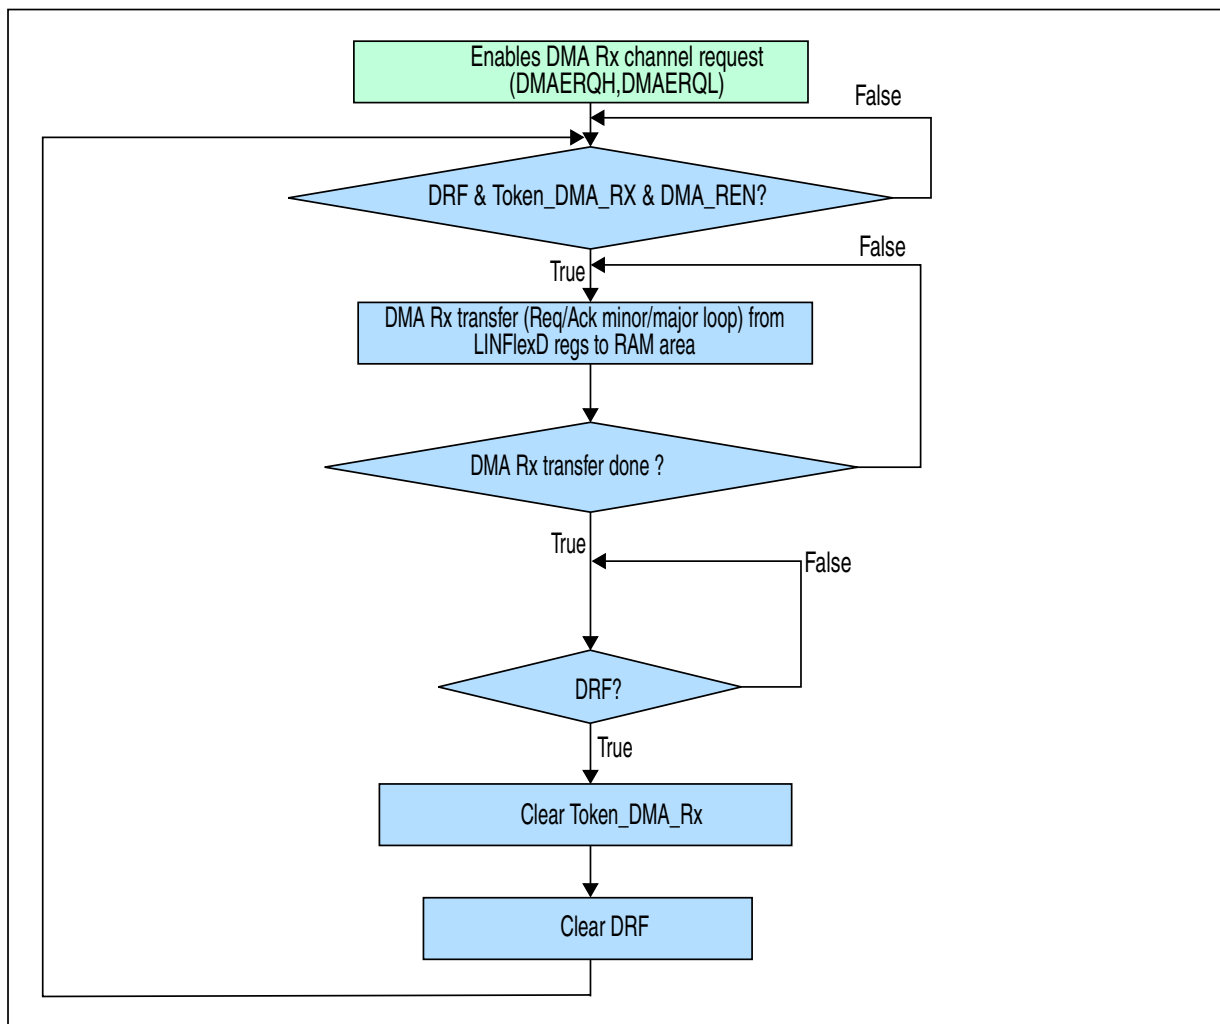 Enables DMA Rx channel request
(DMAERQH,DMAERQL)
False
DRF & Token_DMA_RX & DMA_REN?
False
True
DMA Rx transfer (Req/Ack minor/major loop) from
LINFlexD regs to RAM area
DMA Rx transfer done ?
True
False
DRF?
True
Clear Token_DMA_Rx
Clear DRF